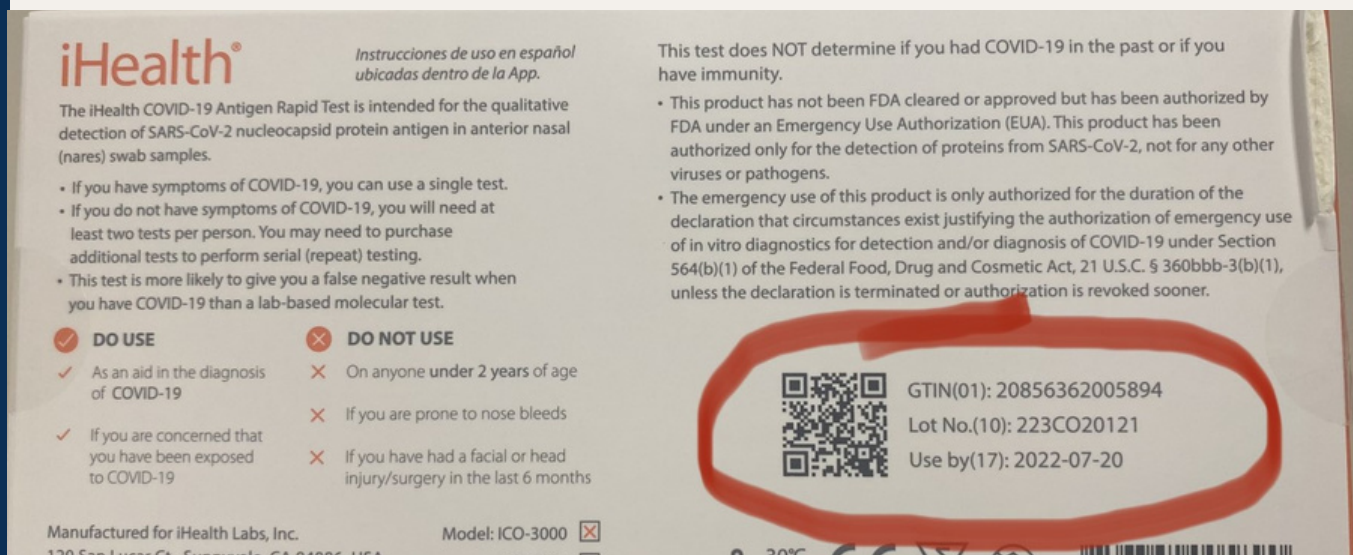 iHealth®
Instrucciones de uso en español
ubicadas dentro de la App.
The iHealth COVID-19 Antigen Rapid Test is intended for the qualitative
detection of SARS-CoV-2 nucleocapsid protein antigen in anterior nasal
(nares) swab samples.
• If you have symptoms of COVID-19, you can use a single test.
• If you do not have symptoms of COVID-19, you will need at
least two tests per person. You may need to purchase
additional tests to perform serial (repeat) testing.
• This test is more likely to give you a false negative result when
you have COVID-19 than a lab-based molecular test.
DO USE
As an aid in the diagnosis
of COVID-19
If you are concerned that
you have been exposed
to COVID-19
DO NOT USE
On anyone under 2 years of age
If you are prone to nose bleeds
If you have had a facial or head
injury/surgery in the last 6 months
Manufactured for iHealth Labs, Inc.
Model: ICO-3000
This test does NOT determine if you had COVID-19 in the past or if you
have immunity.
• This product has not been FDA cleared or approved but has been authorized by
FDA under an Emergency Use Authorization (EUA). This product has been
authorized only for the detection of proteins from SARS-CoV-2, not for any other
viruses or pathogens.
• The emergency use of this product is only authorized for the duration of the
declaration that circumstances exist justifying the authorization of emergency use
of in vitro diagnostics for detection and/or diagnosis of COVID-19 under Section
564(b)(1) of the Federal Food, Drug and Cosmetic Act, 21 U.S.C. § 360bbb-3(b)(1),
unless the declaration is terminated or authorization is revoked sooner.
GTIN(01): 20856362005894
Lot No.(10): 223CO20121
Use by(17): 2022-07-20
30°C